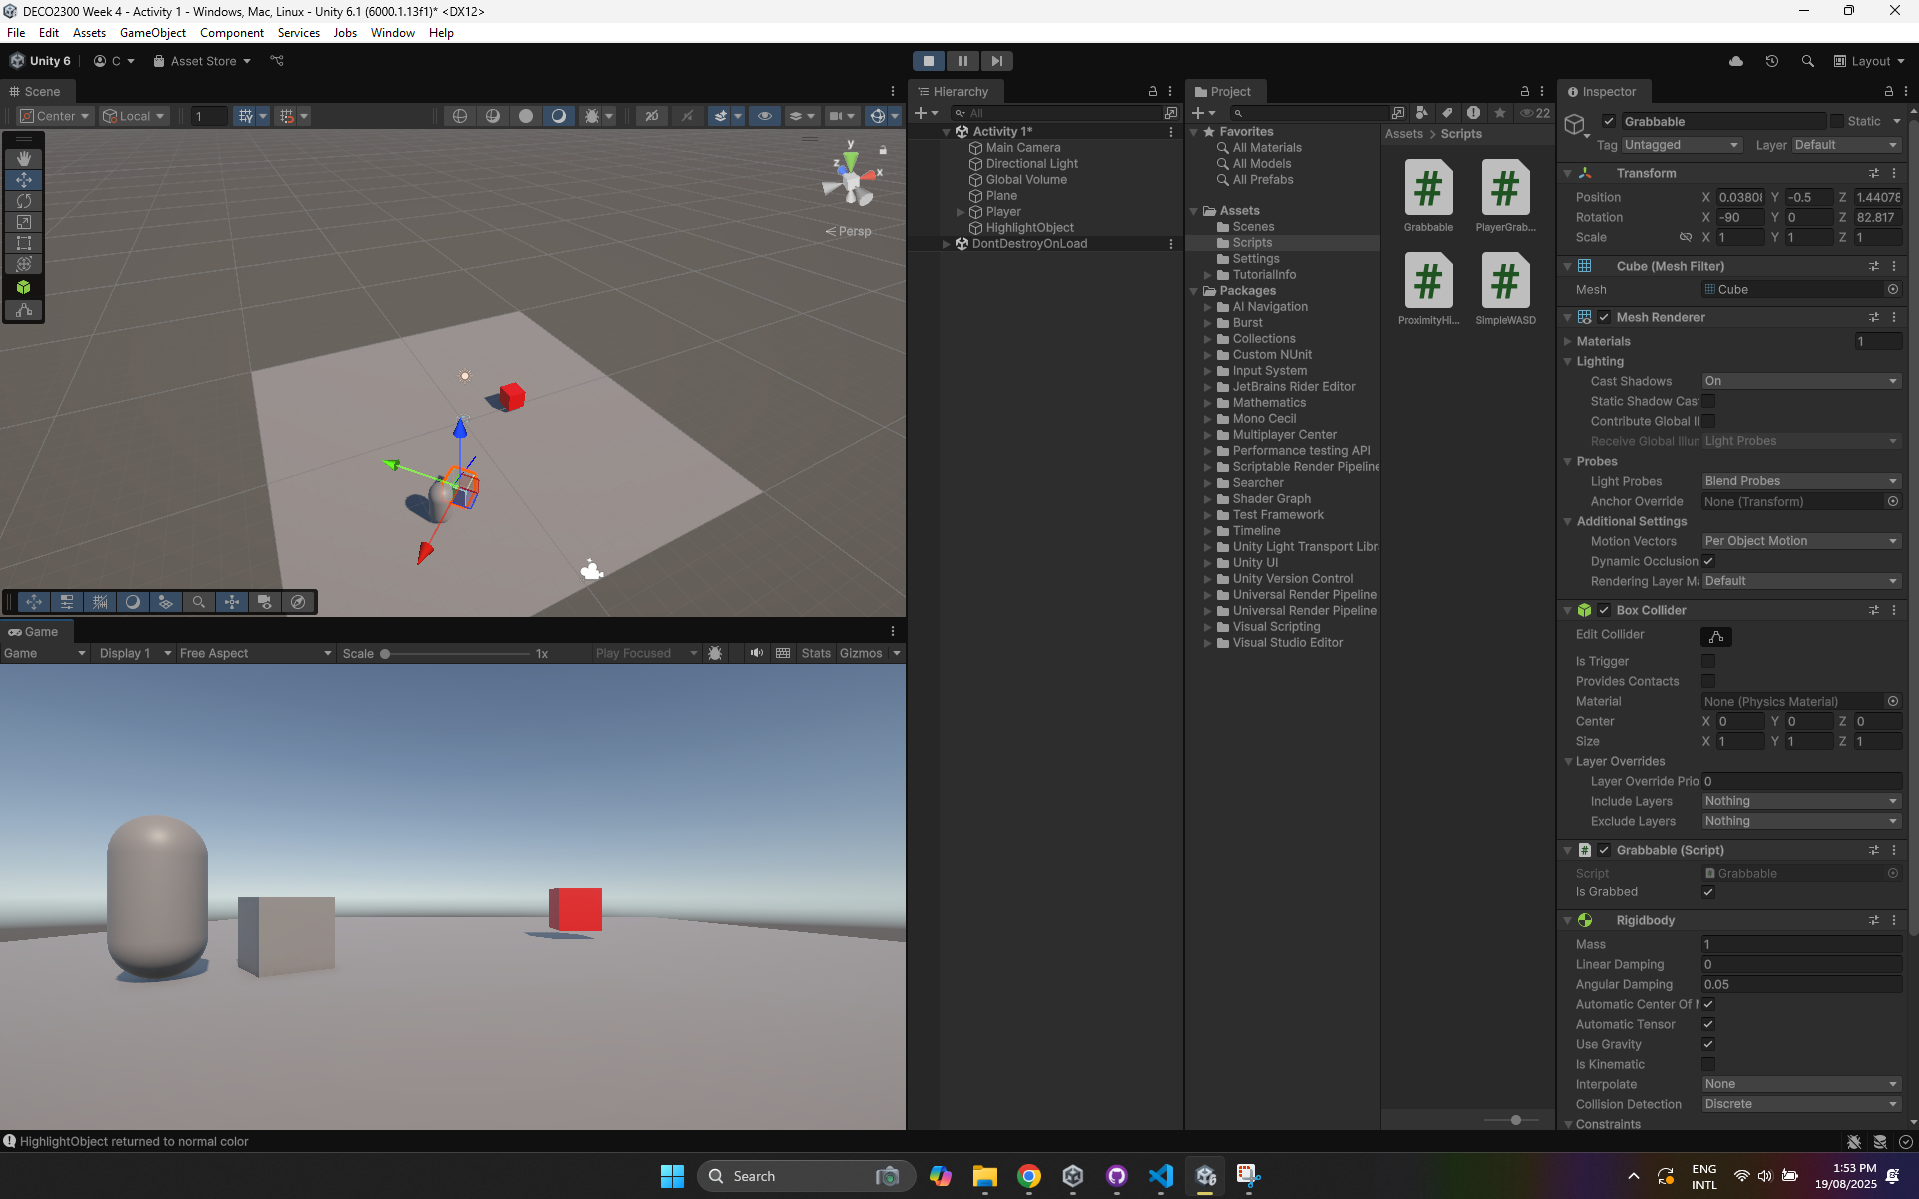 DECO2300 Week 4 - Activity 1 - Windows, Mac, Linux - Unity 6.1 (6000.1.13f1)* <DX12>
File Edit Assets GameObject Component Services Jobs Window Help
Unity 6 C Asset Store Layout
Scene
Center Local 1
y
z
x
Persp
Game
Game Display 1 Free Aspect Scale 1x Play Focused Stats Gizmos
Hierarchy
All
Activity 1*
Main Camera
Directional Light
Global Volume
Plane
Player
HighlightObject
DontDestroyOnLoad
Project
22
Favorites
All Materials
All Models
All Prefabs
Assets
Scenes
Scripts
Settings
TutorialInfo
Packages
AI Navigation
Burst
Collections
Custom NUnit
Input System
JetBrains Rider Editor
Mathematics
Mono Cecil
Multiplayer Center
Performance testing API
Scriptable Render Pipeline
Searcher
Shader Graph
Test Framework
Timeline
Unity Light Transport Libr
Unity UI
Unity Version Control
Universal Render Pipeline
Universal Render Pipeline
Visual Scripting
Visual Studio Editor
Assets > Scripts
Grabbable PlayerGrab...
ProximityHi... SimpleWASD
Inspector
Grabbable Static
Tag Untagged Layer Default
Transform
Position X 0.0380 Y -0.5 Z 1.44078
Rotation X -90 Y 0 Z 82.817
Scale X 1 Y 1 Z 1
Cube (Mesh Filter)
Mesh Cube
Mesh Renderer
Materials 1
Lighting
Cast Shadows On
Static Shadow Cas
Contribute Global Il
Receive Global Illur Light Probes
Probes
Light Probes Blend Probes
Anchor Override None (Transform)
Additional Settings
Motion Vectors Per Object Motion
Dynamic Occlusion
Rendering Layer M Default
Box Collider
Edit Collider
Is Trigger
Provides Contacts
Material None (Physics Material)
Center X 0 Y 0 Z 0
Size X 1 Y 1 Z 1
Layer Overrides
Layer Override Prio 0
Include Layers Nothing
Exclude Layers Nothing
Grabbable (Script)
Script Grabbable
Is Grabbed
Rigidbody
Mass 1
Linear Damping 0
Angular Damping 0.05
Automatic Center Of
Automatic Tensor
Use Gravity
Is Kinematic
Interpolate None
Collision Detection Discrete
Constraints
HighlightObject returned to normal color
Search
ENG
INTL
1:53 PM
19/08/2025